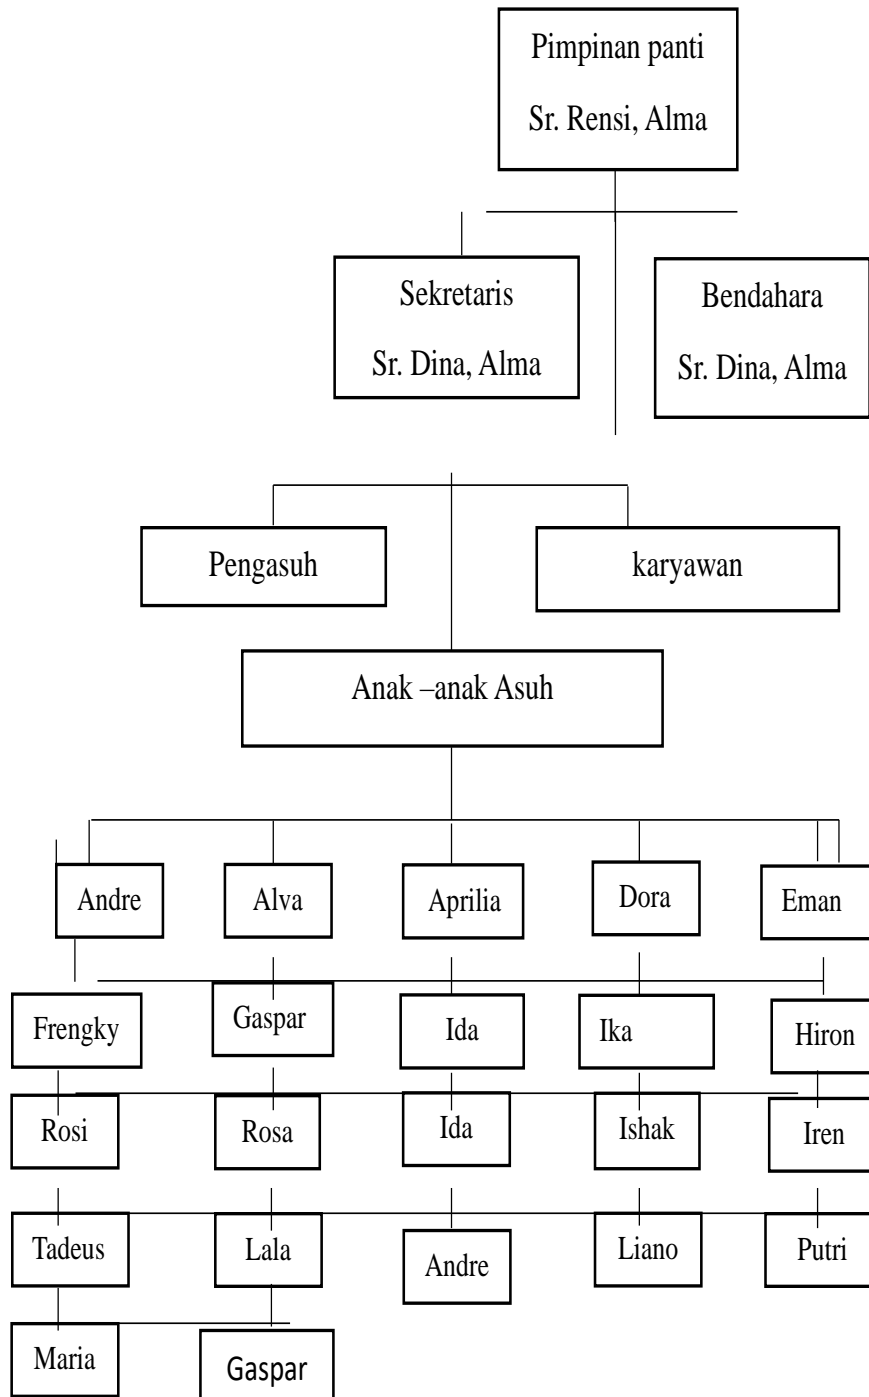 Pimpinan panti
Sr. Rensi, Alma
Sekretaris
Sr. Dina, Alma
Bendahara
Sr. Dina, Alma
Pengasuh
karyawan
Anak –anak Asuh
Andre
Alva
Aprilia
Dora
Eman
Frengky
Gaspar
Ida
Ika
Hiron
Rosi
Rosa
Ida
Ishak
Iren
Tadeus
Lala
Andre
Liano
Putri
Maria
Gaspar